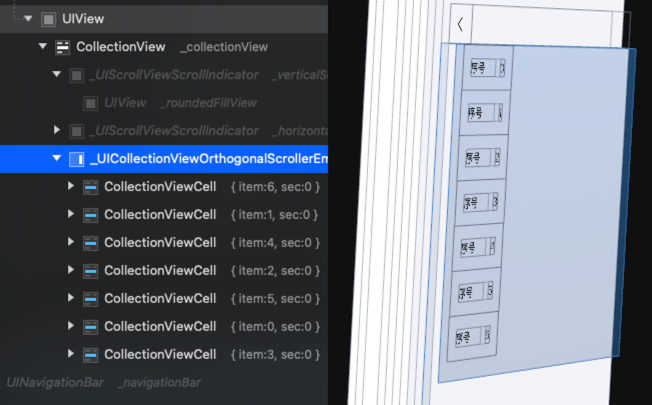 UIView
CollectionView _collectionView
_UIScrollViewScrollIndicator _verticalS
UIView _roundedFillView
_UIScrollViewScrollIndicator _horizonta
_UICollectionViewOrthogonalScrollerEm
CollectionViewCell { item:6, sec:0 }
CollectionViewCell { item:1, sec:0 }
CollectionViewCell { item:4, sec:0 }
CollectionViewCell { item:2, sec:0 }
CollectionViewCell { item:5, sec:0 }
CollectionViewCell { item:0, sec:0 }
CollectionViewCell { item:3, sec:0 }
UINavigationBar _navigationBar
序号
序号
序号
序号
序号
序号
序号